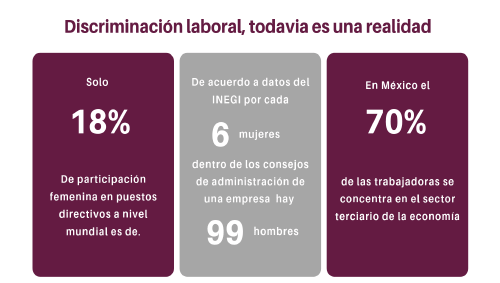 Discriminación laboral, todavia es una realidad
Solo
18%
De participación
femenina en puestos
directivos a nivel
mundial es de.
De acuerdo a datos del
INEGI por cada
6 mujeres
dentro de los consejos
de administración de
una empresa hay
99 hombres
En México el
70%
de las trabajadoras se
concentra en el sector
terciario de la economía